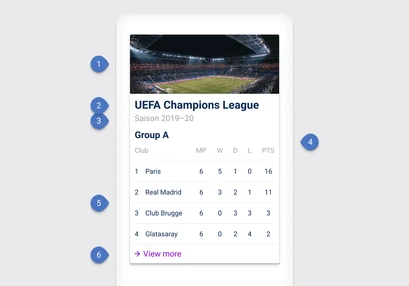 1
UEFA Champions League
2
Saison 2019–20
3
Group A
Club MP W D L PTS
4
1 Paris 6 5 1 0 16
2 Real Madrid 6 3 2 1 11
5
3 Club Brugge 6 0 3 3 3
4 Glatasaray 6 0 2 4 2
6
→ View more